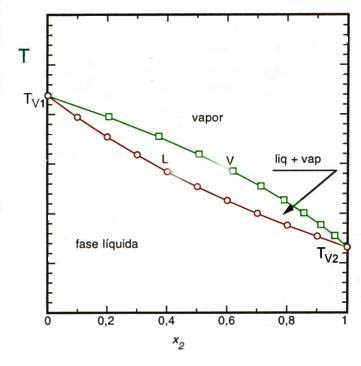 T
T_V1
vapor
L
V
liq + vap
fase líquida
T_V2
0 0,2 0,4 0,6 0,8 1
x_2